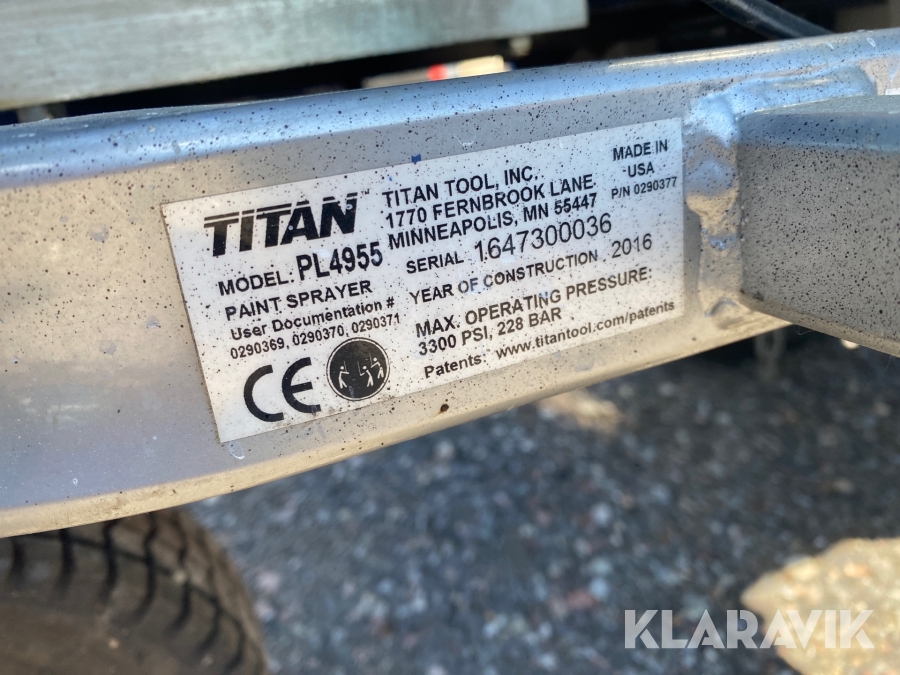 TITAN™
MODEL: PL4955
PAINT SPRAYER
User Documentation #
0290369, 0290370, 0290371
CE
TITAN TOOL, INC.
1770 FERNBROOK LANE
MINNEAPOLIS, MN 55447
SERIAL 1647300036
YEAR OF CONSTRUCTION 2016
MAX. OPERATING PRESSURE:
3300 PSI, 228 BAR
Patents: www.titantool.com/patents
MADE IN
USA
P/N 0290377
KLARAVIK